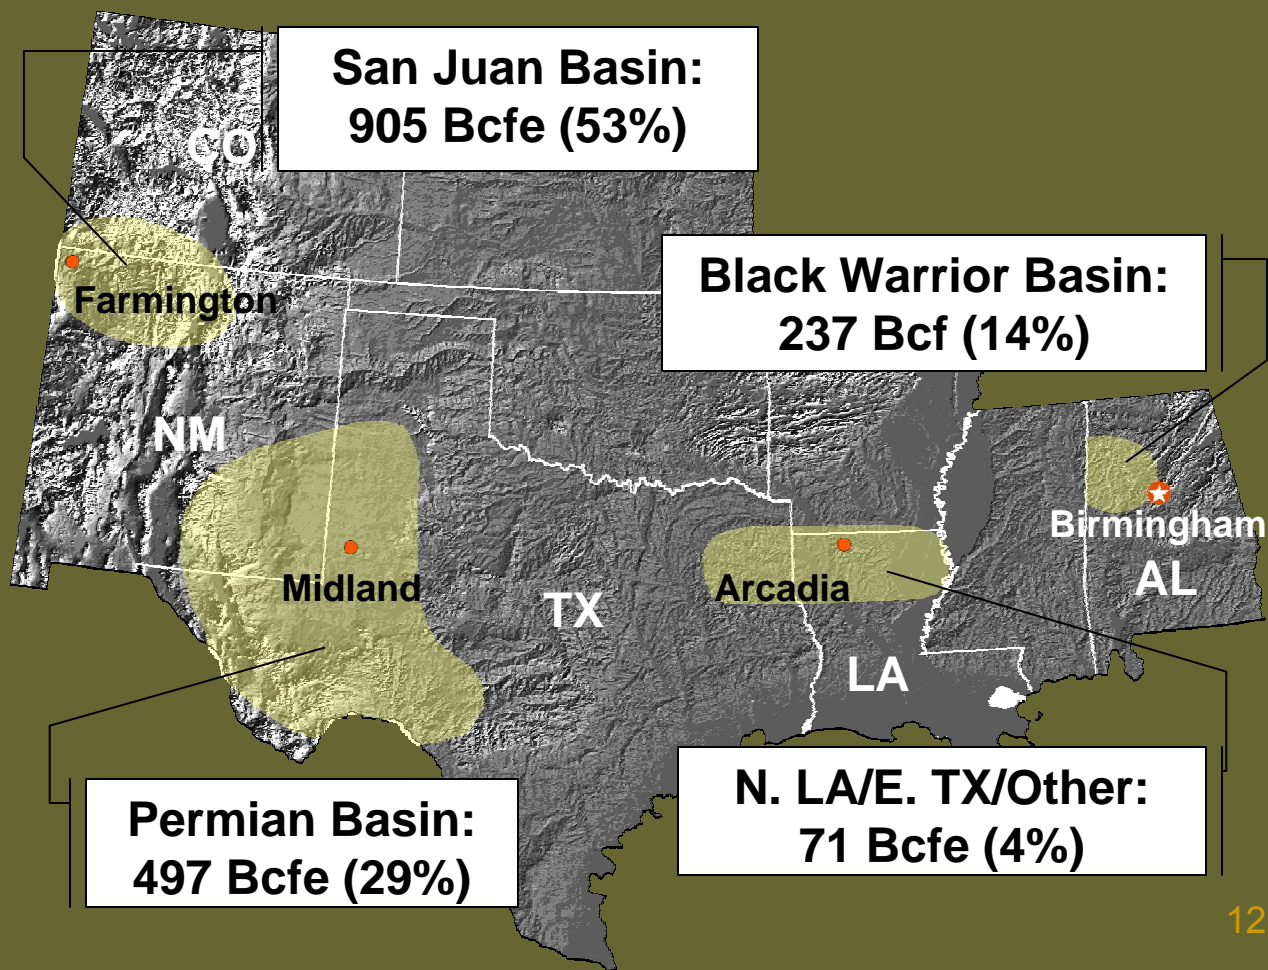 San Juan Basin:
905 Bcfe (53%)
CO
Black Warrior Basin:
237 Bcf (14%)
Farmington
NM
Birmingham
Midland
Arcadia
AL
TX
LA
N. LA/E. TX/Other:
71 Bcfe (4%)
Permian Basin:
497 Bcfe (29%)
12